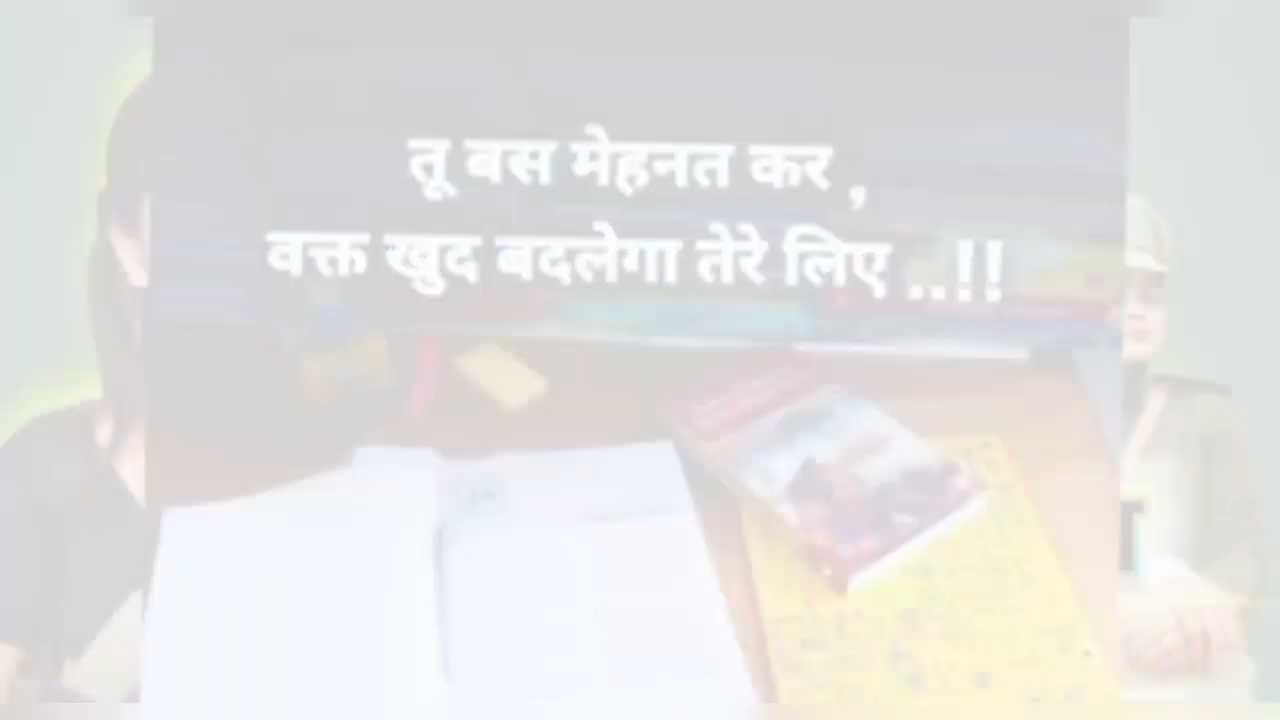 तू बस मेहनत कर ,
वक्त खुद बदलेगा तेरे लिए ..!!